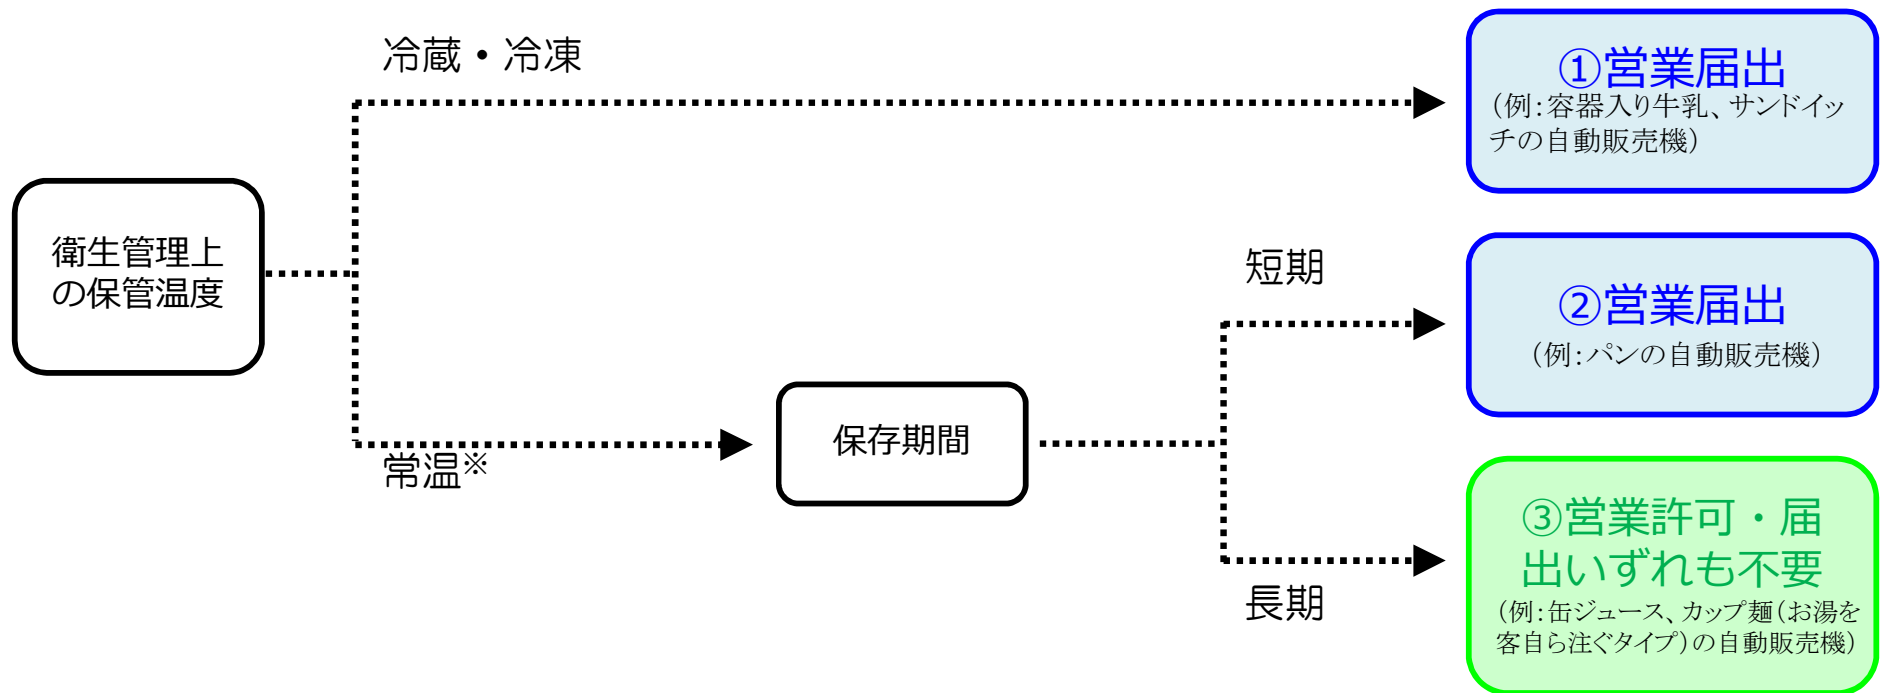 冷蔵・冷凍
①営業届出
（例：容器入り牛乳、サンドイッ
チの自動販売機）
衛生管理上
の保管温度
短期
②営業届出
（例：パンの自動販売機）
保存期間
常温※
③営業許可・届
出いずれも不要
（例：缶ジュース、カップ麺（お湯を
客自ら注ぐタイプ）の自動販売機）
長期